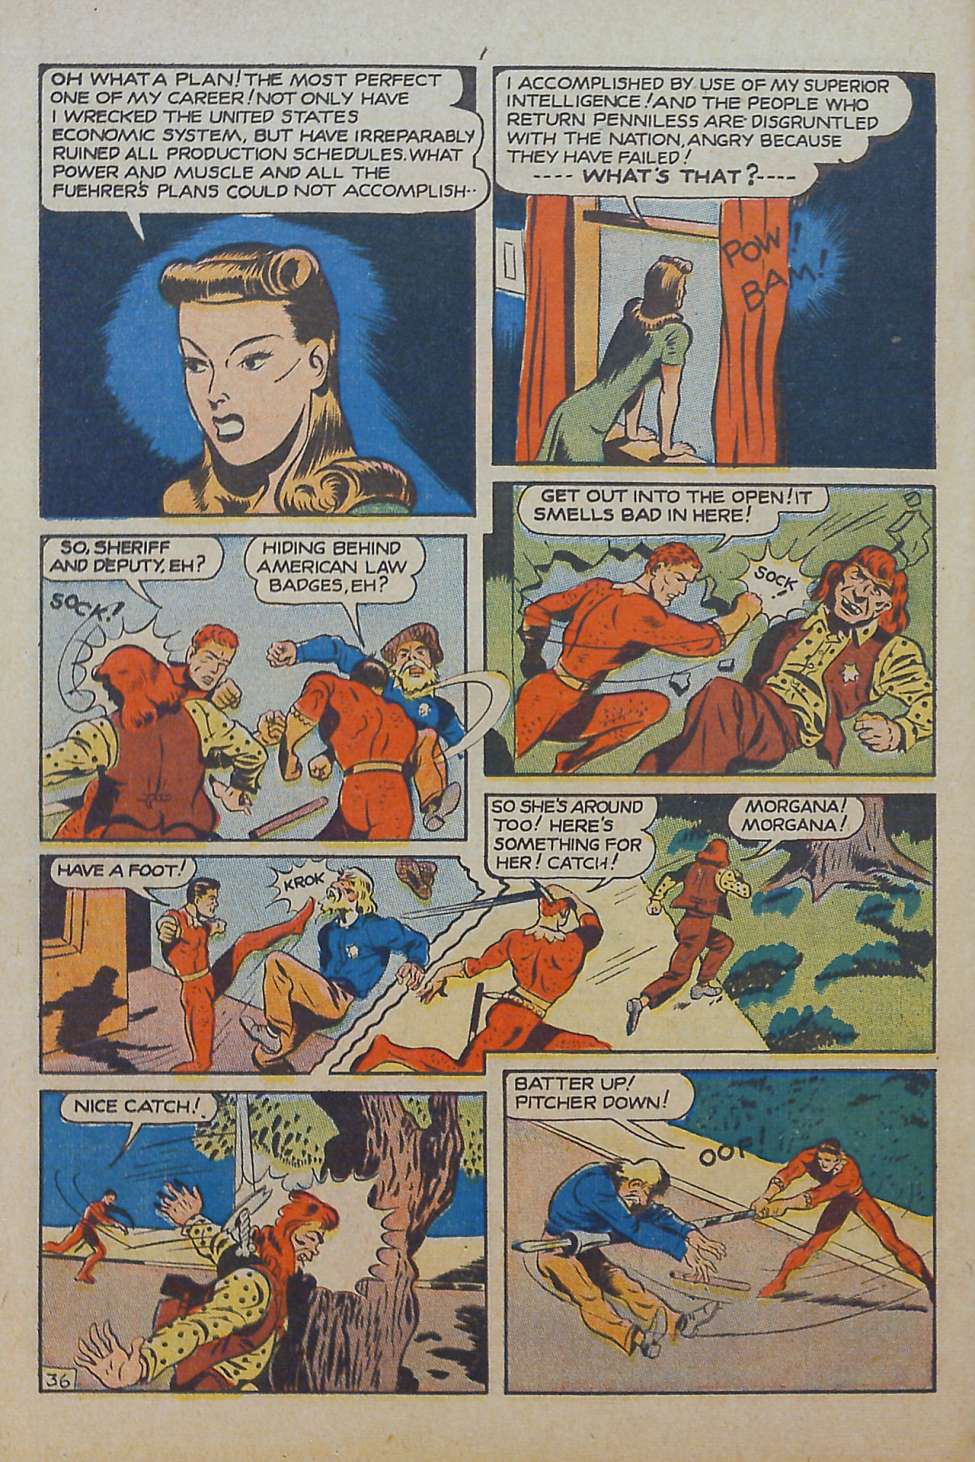 OH WHAT A PLAN! THE MOST PERFECT
ONE OF MY CAREER! NOT ONLY HAVE
I WRECKED THE UNITED STATES
ECONOMIC SYSTEM, BUT HAVE IRREPARABLY
RUINED ALL PRODUCTION SCHEDULES. WHAT
POWER AND MUSCLE AND ALL THE
FUEHRER'S PLANS COULD NOT ACCOMPLISH--
I ACCOMPLISHED BY USE OF MY SUPERIOR
INTELLIGENCE! AND THE PEOPLE WHO
RETURN PENNILESS ARE DISGRUNTLED
WITH THE NATION, ANGRY BECAUSE
THEY HAVE FAILED!
---- WHAT'S THAT?----
POW!
BAM!
SO, SHERIFF
AND DEPUTY, EH?
SOCK!
HIDING BEHIND
AMERICAN LAW
BADGES, EH?
GET OUT INTO THE OPEN! IT
SMELLS BAD IN HERE!
SOCK!
HAVE A FOOT!
KROK
SO SHE'S AROUND
TOO! HERE'S
SOMETHING FOR
HER! CATCH!
MORGANA!
MORGANA!
NICE CATCH!
36
BATTER UP!
PITCHER DOWN!
OOF!